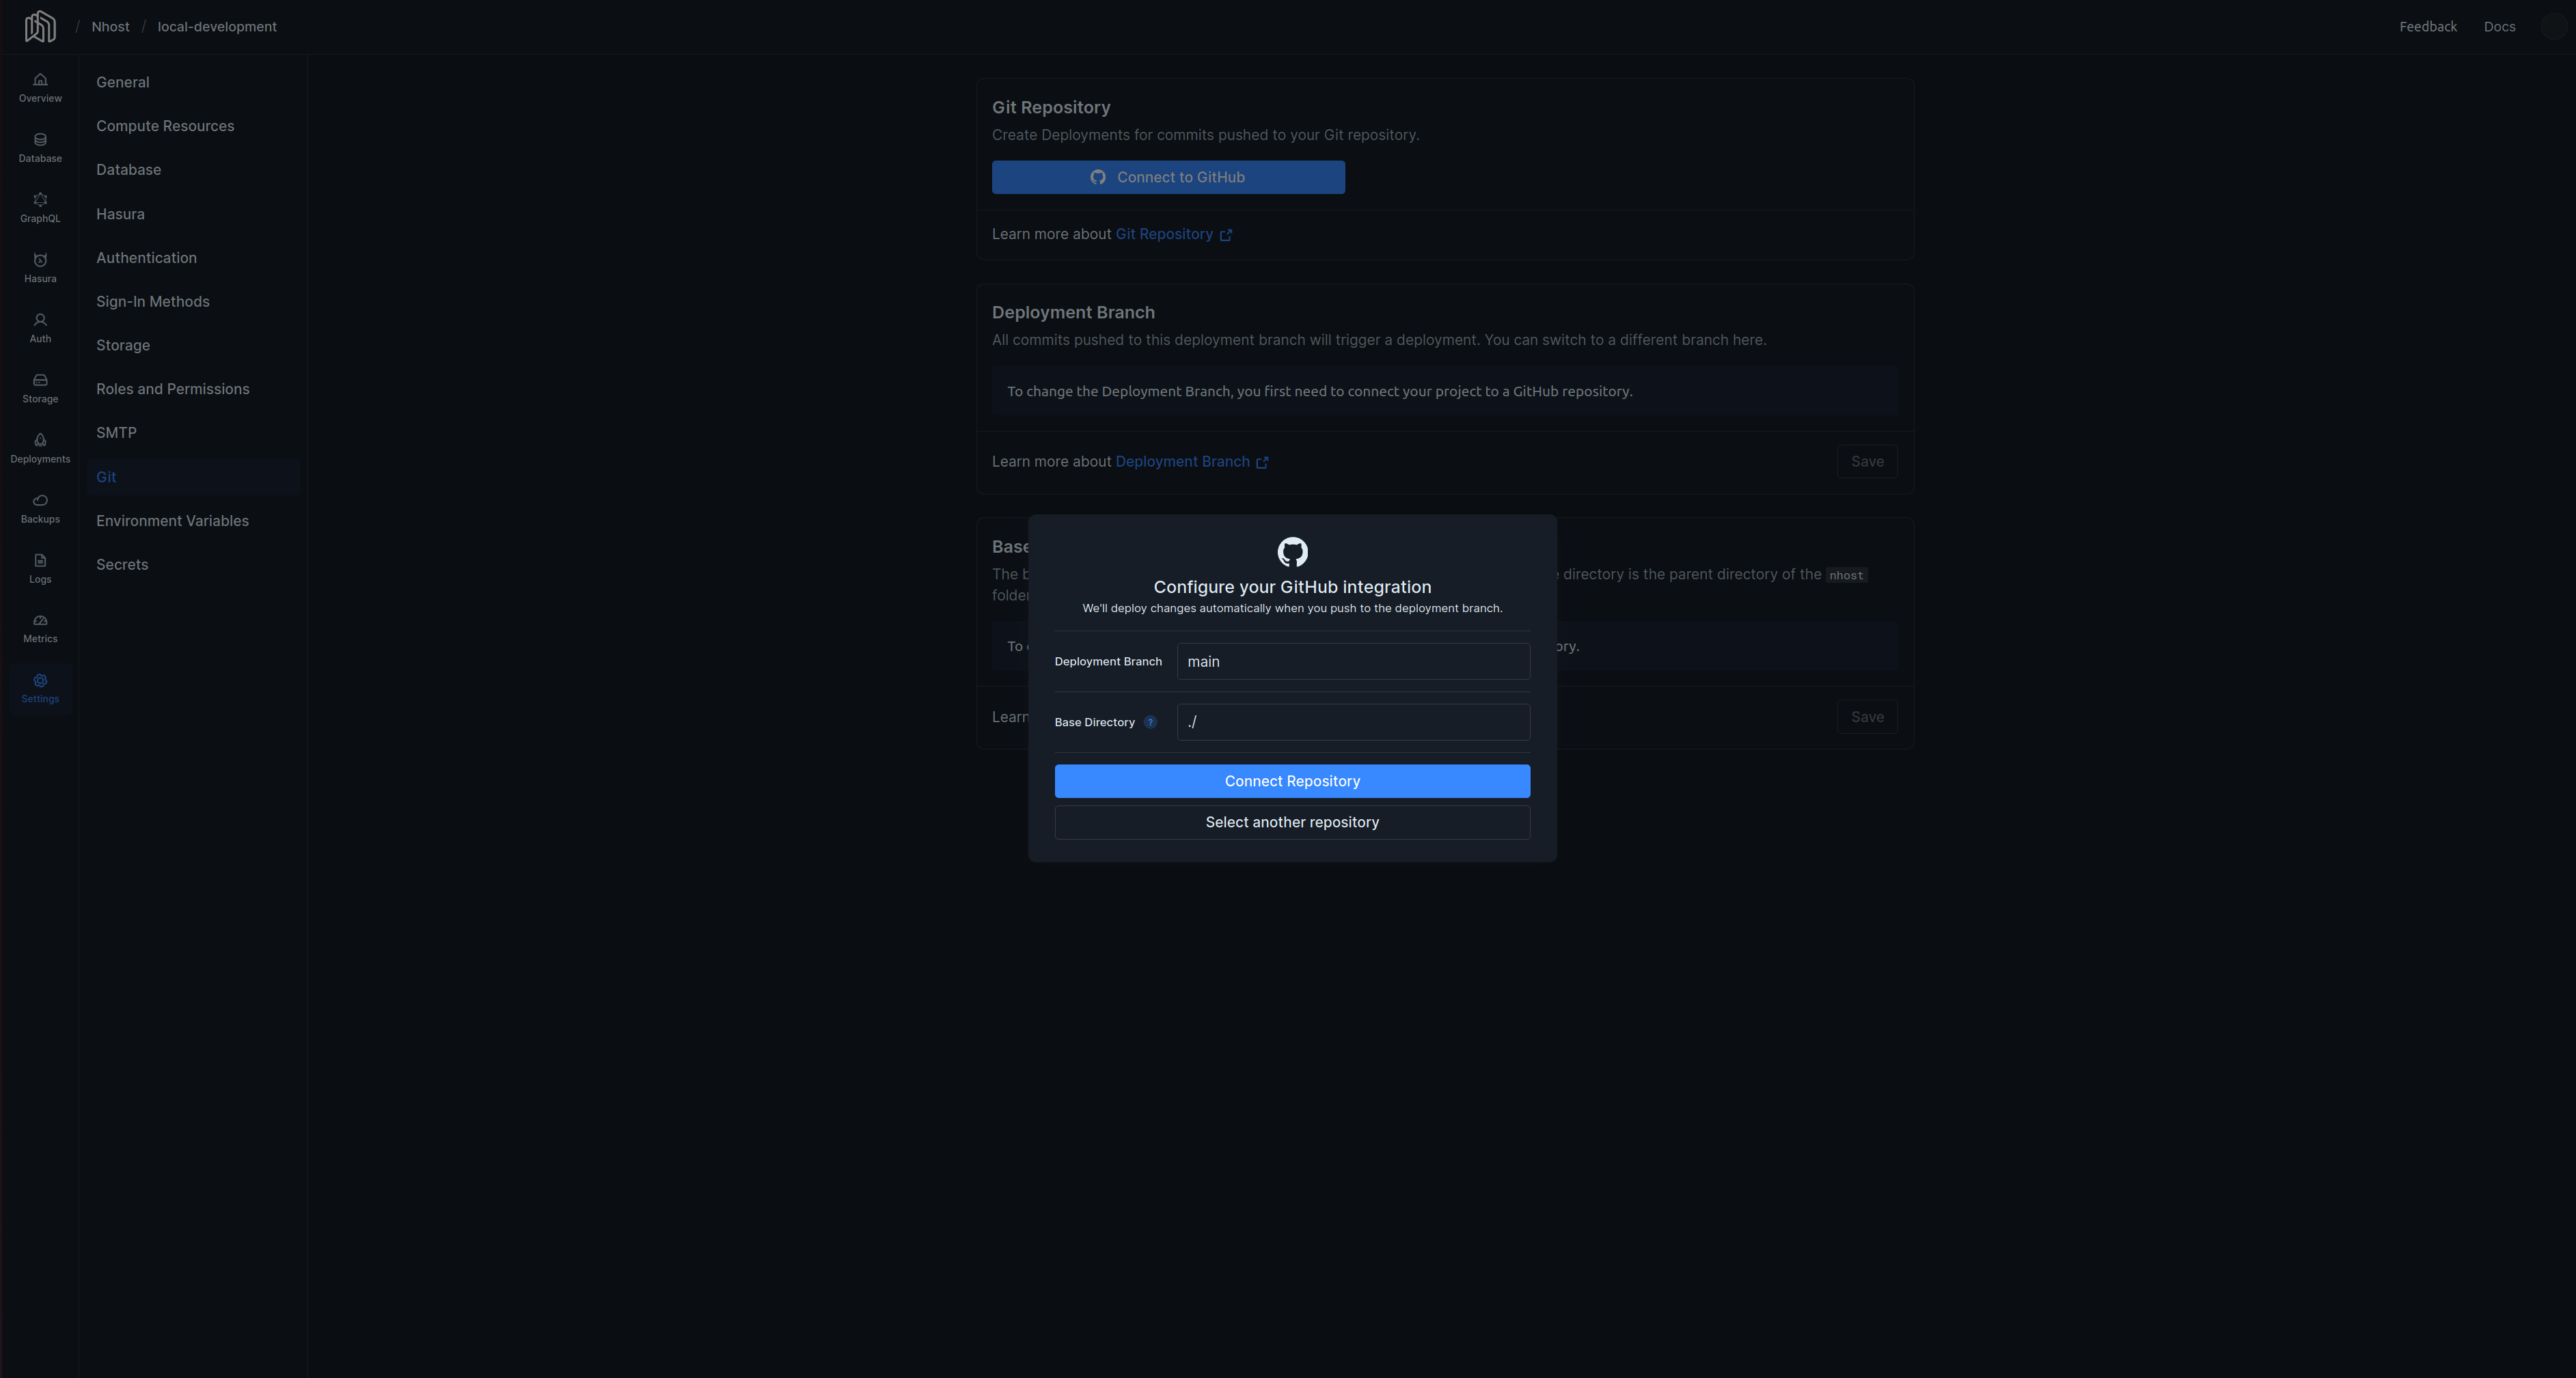 / Nhost / local-development
Feedback Docs
Overview
Database
GraphQL
Hasura
Auth
Storage
Deployments
Backups
Logs
Metrics
Settings
General
Compute Resources
Database
Hasura
Authentication
Sign-In Methods
Storage
Roles and Permissions
SMTP
Git
Environment Variables
Secrets
Git Repository
Create Deployments for commits pushed to your Git repository.
Connect to GitHub
Learn more about Git Repository
Deployment Branch
All commits pushed to this deployment branch will trigger a deployment. You can switch to a different branch here.
To change the Deployment Branch, you first need to connect your project to a GitHub repository.
Learn more about Deployment Branch
Save
Base
The b
directory is the parent directory of the nhost
folder
To
ory.
Learn
Save
Configure your GitHub integration
We'll deploy changes automatically when you push to the deployment branch.
Deployment Branch main
Base Directory ? ./
Connect Repository
Select another repository